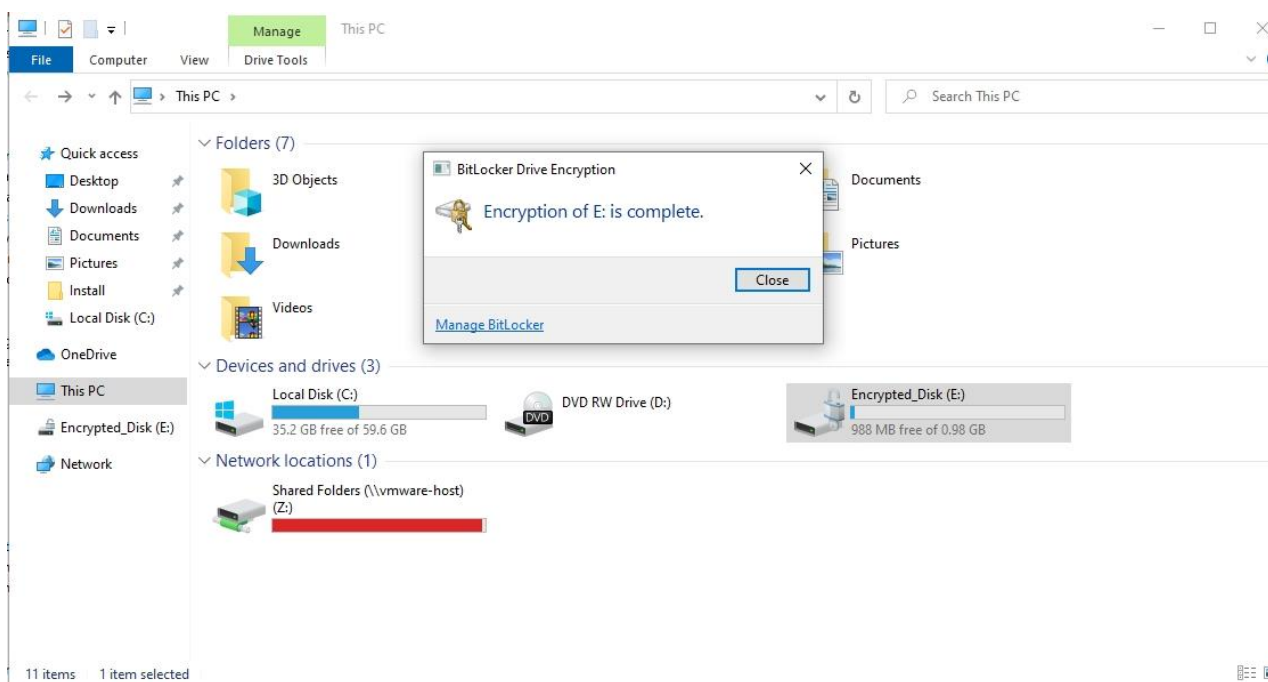 Manage This PC
File Computer View Drive Tools
This PC
Search This PC
Quick access
Desktop
Downloads
Documents
Pictures
Install
Local Disk (C:)
OneDrive
This PC
Encrypted_Disk (E:)
Network
Folders (7)
3D Objects
Documents
Downloads
Pictures
Videos
BitLocker Drive Encryption
Encryption of E: is complete.
Close
Manage BitLocker
Devices and drives (3)
Local Disk (C:)
35.2 GB free of 59.6 GB
DVD RW Drive (D:)
DVD
Encrypted_Disk (E:)
988 MB free of 0.98 GB
Network locations (1)
Shared Folders (\\vmware-host)
(Z:)
11 items 1 item selected